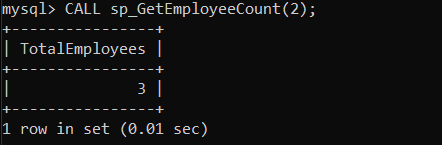 mysql> CALL sp_GetEmployeeCount(2);
+----------------+
| TotalEmployees |
+----------------+
|              3 |
+----------------+
1 row in set (0.01 sec)